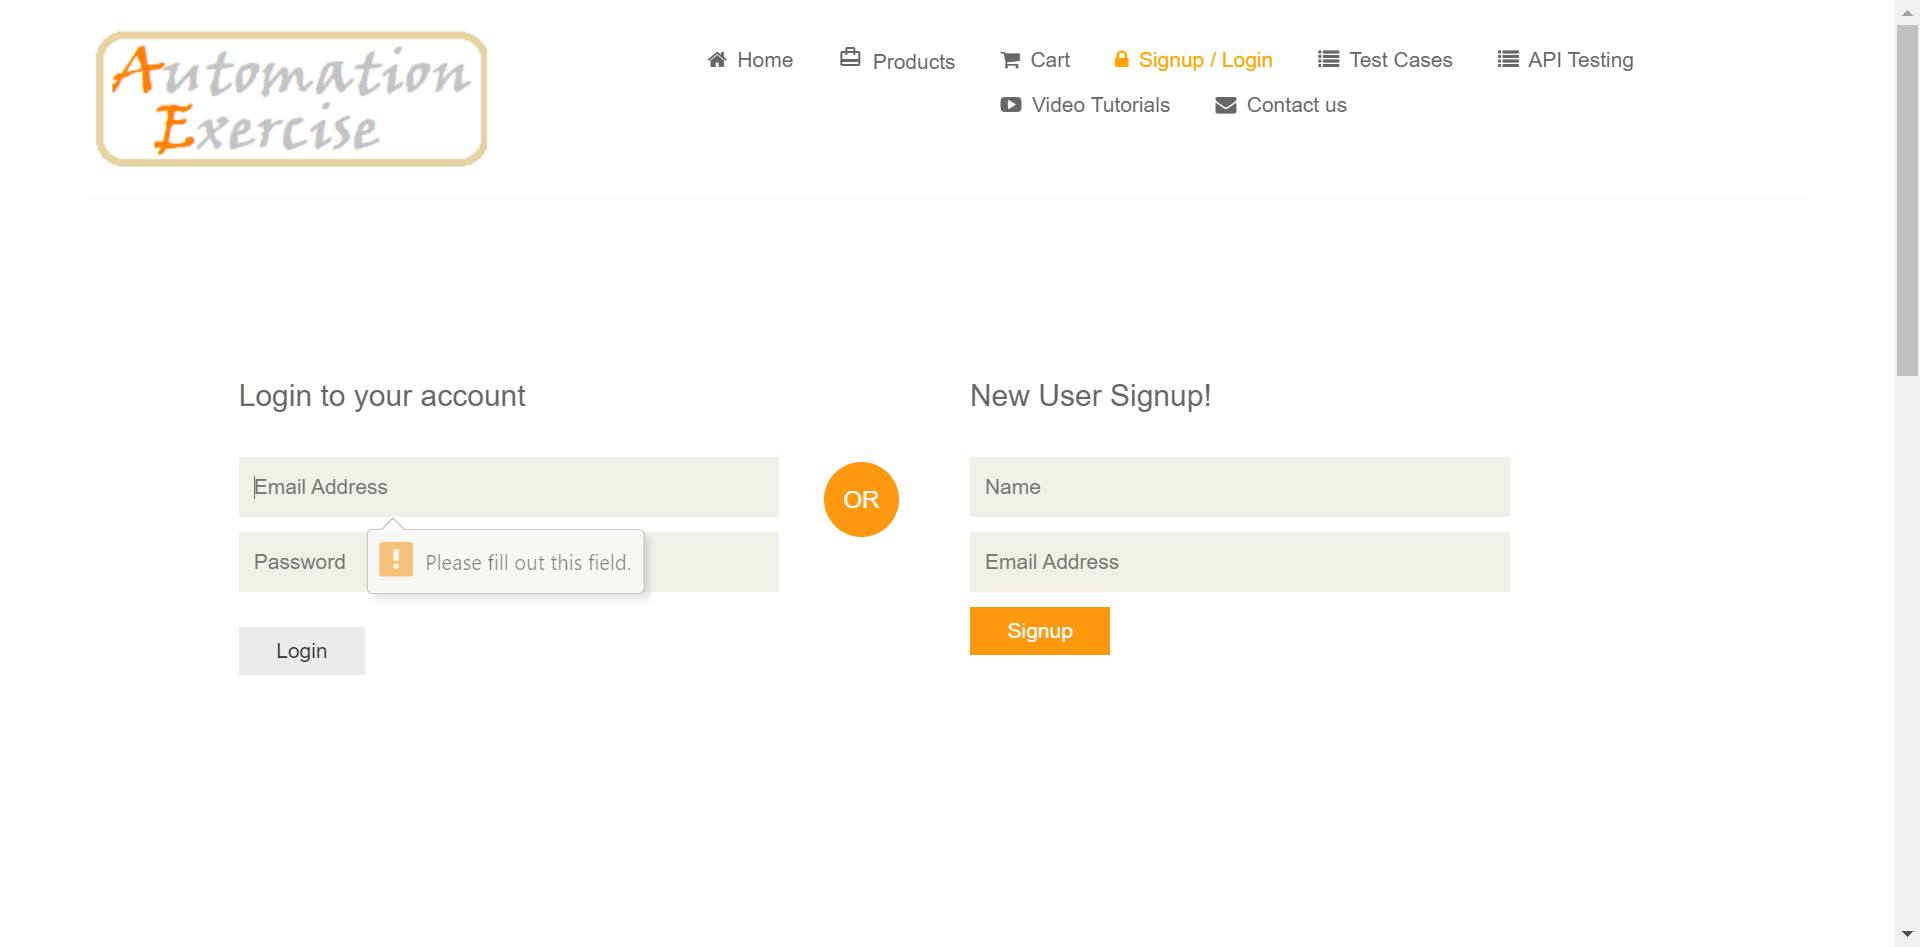 Automation
Exercise
Home Products Cart Signup / Login Test Cases API Testing
Video Tutorials Contact us
Login to your account
Email Address
Password
Please fill out this field.
Login
OR
New User Signup!
Name
Email Address
Signup